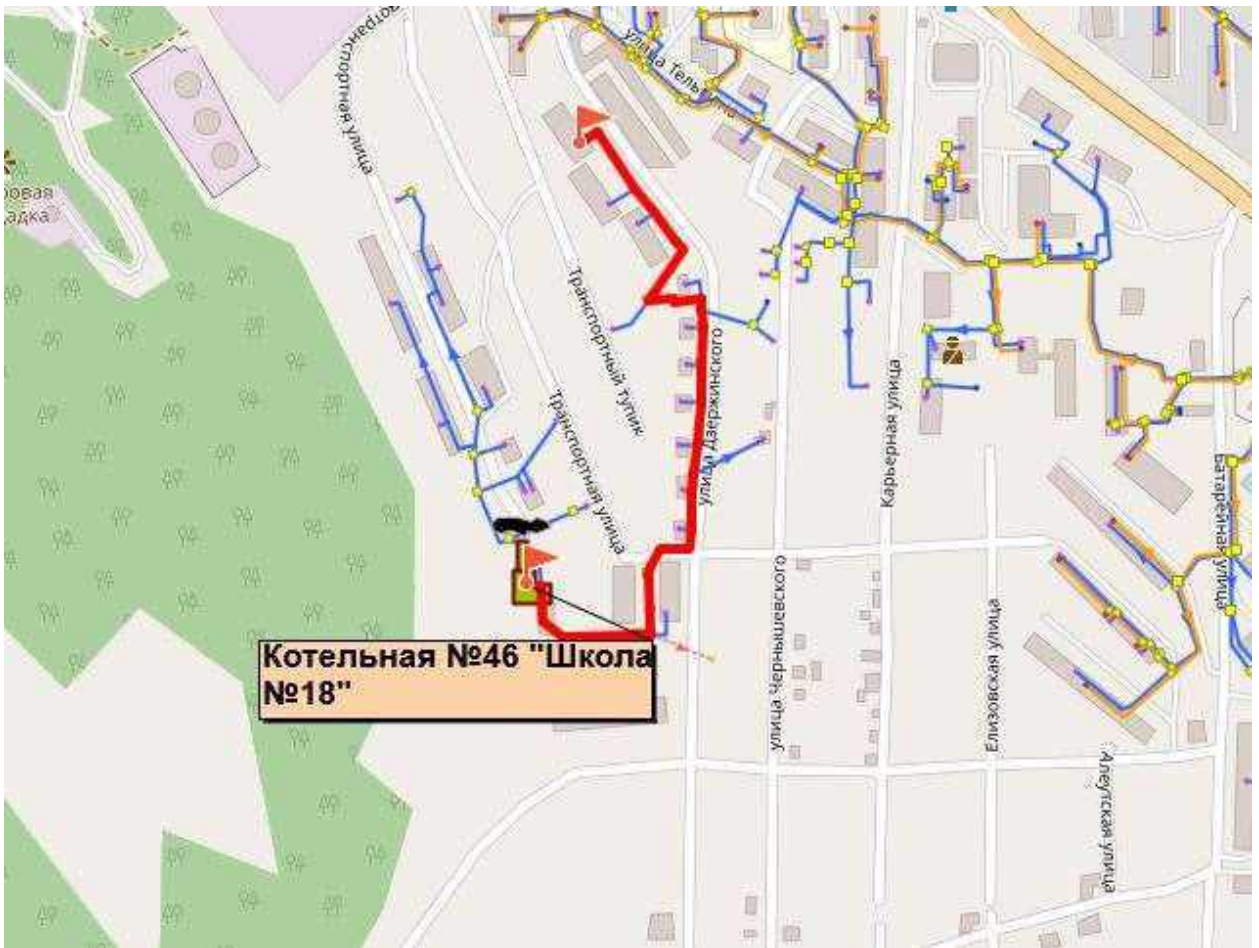 улица
Транспортный тупик
Транспортная улица
улица Дзержинского
Карьерная улица
Батарейная улица
улица Чернышевского
Елизовская улица
Алеутская улица
Котельная №46 "Школа
№18"